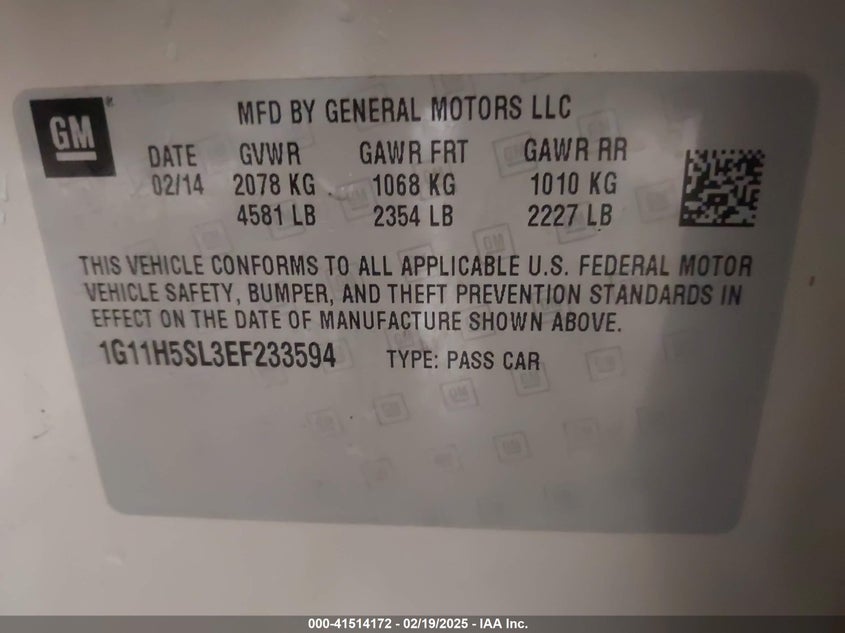 GM
MFD BY GENERAL MOTORS LLC
DATE GVWR GAWR FRT GAWR RR
02/14 2078 KG 1068 KG 1010 KG
4581 LB 2354 LB 2227 LB
THIS VEHICLE CONFORMS TO ALL APPLICABLE U.S. FEDERAL MOTOR
VEHICLE SAFETY, BUMPER, AND THEFT PREVENTION STANDARDS IN
EFFECT ON THE DATE OF MANUFACTURE SHOWN ABOVE.
1G11H5SL3EF233594 TYPE: PASS CAR
000-41514172 - 02/19/2025 - IAA Inc.